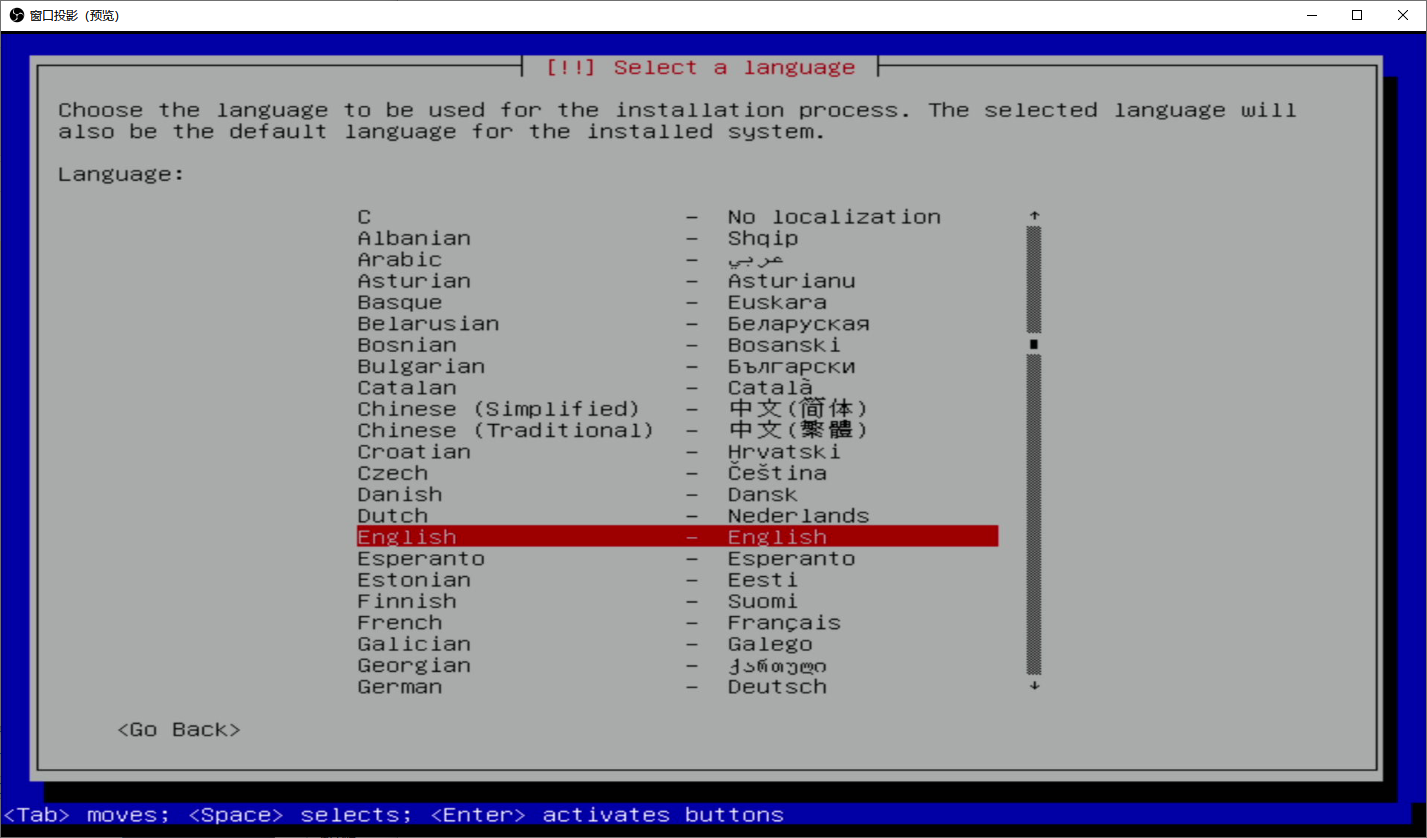 窗口投影 (预览)
[!!] Select a language
Choose the language to be used for the installation process. The selected language will
also be the default language for the installed system.
Language:
C - No localization
Albanian - Shqip
Arabic - عربي
Asturian - Asturianu
Basque - Euskara
Belarusian - Беларуская
Bosnian - Bosanski
Bulgarian - Български
Catalan - Català
Chinese (Simplified) - 中文(简体)
Chinese (Traditional) - 中文(繁體)
Croatian - Hrvatski
Czech - Čeština
Danish - Dansk
Dutch - Nederlands
English - English
Esperanto - Esperanto
Estonian - Eesti
Finnish - Suomi
French - Français
Galician - Galego
Georgian - ქართული
German - Deutsch
<Go Back>
<Tab> moves; <Space> selects; <Enter> activates buttons